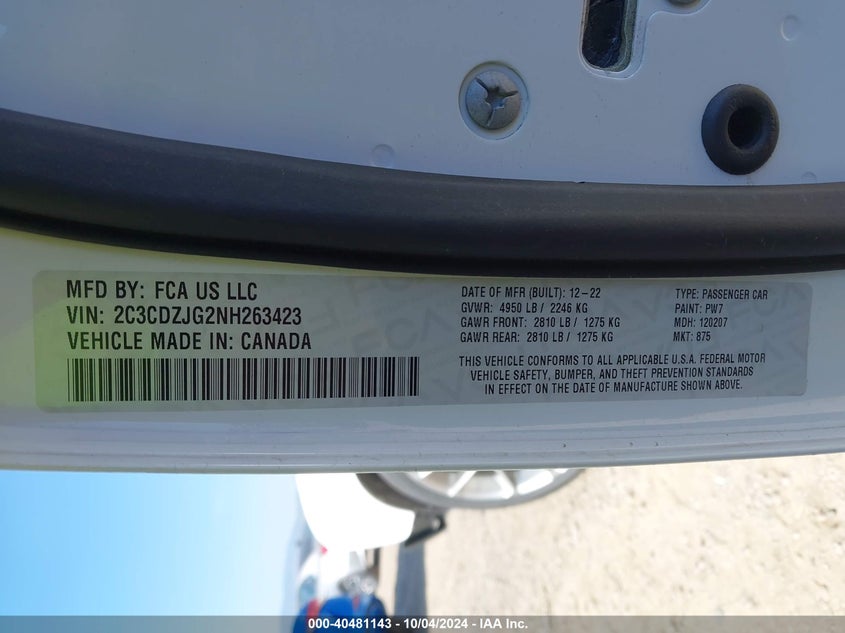 MFD BY: FCA US LLC
VIN: 2C3CDZJG2NH263423
VEHICLE MADE IN: CANADA
DATE OF MFR (BUILT): 12-22
GVWR: 4950 LB / 2246 KG
GAWR FRONT: 2810 LB / 1275 KG
GAWR REAR: 2810 LB / 1275 KG
TYPE: PASSENGER CAR
PAINT: PW7
MDH: 120207
MKT: 875
THIS VEHICLE CONFORMS TO ALL APPLICABLE U.S.A. FEDERAL MOTOR
VEHICLE SAFETY, BUMPER, AND THEFT PREVENTION STANDARDS
IN EFFECT ON THE DATE OF MANUFACTURE SHOWN ABOVE.
000-40481143 - 10/04/2024 - IAA Inc.